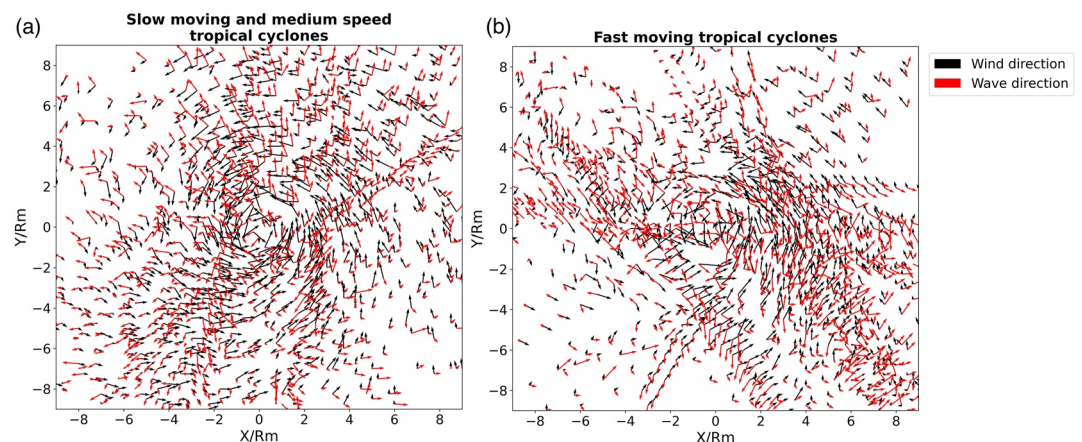 (a)
Slow moving and medium speed
tropical cyclones
8
6
4
2
0
−2
−4
−6
−8
Y/Rm
−8 −6 −4 −2 0 2 4 6 8
X/Rm
(b)
Fast moving tropical cyclones
8
6
4
2
0
−2
−4
−6
−8
Y/Rm
−8 −6 −4 −2 0 2 4 6 8
X/Rm
Wind direction
Wave direction